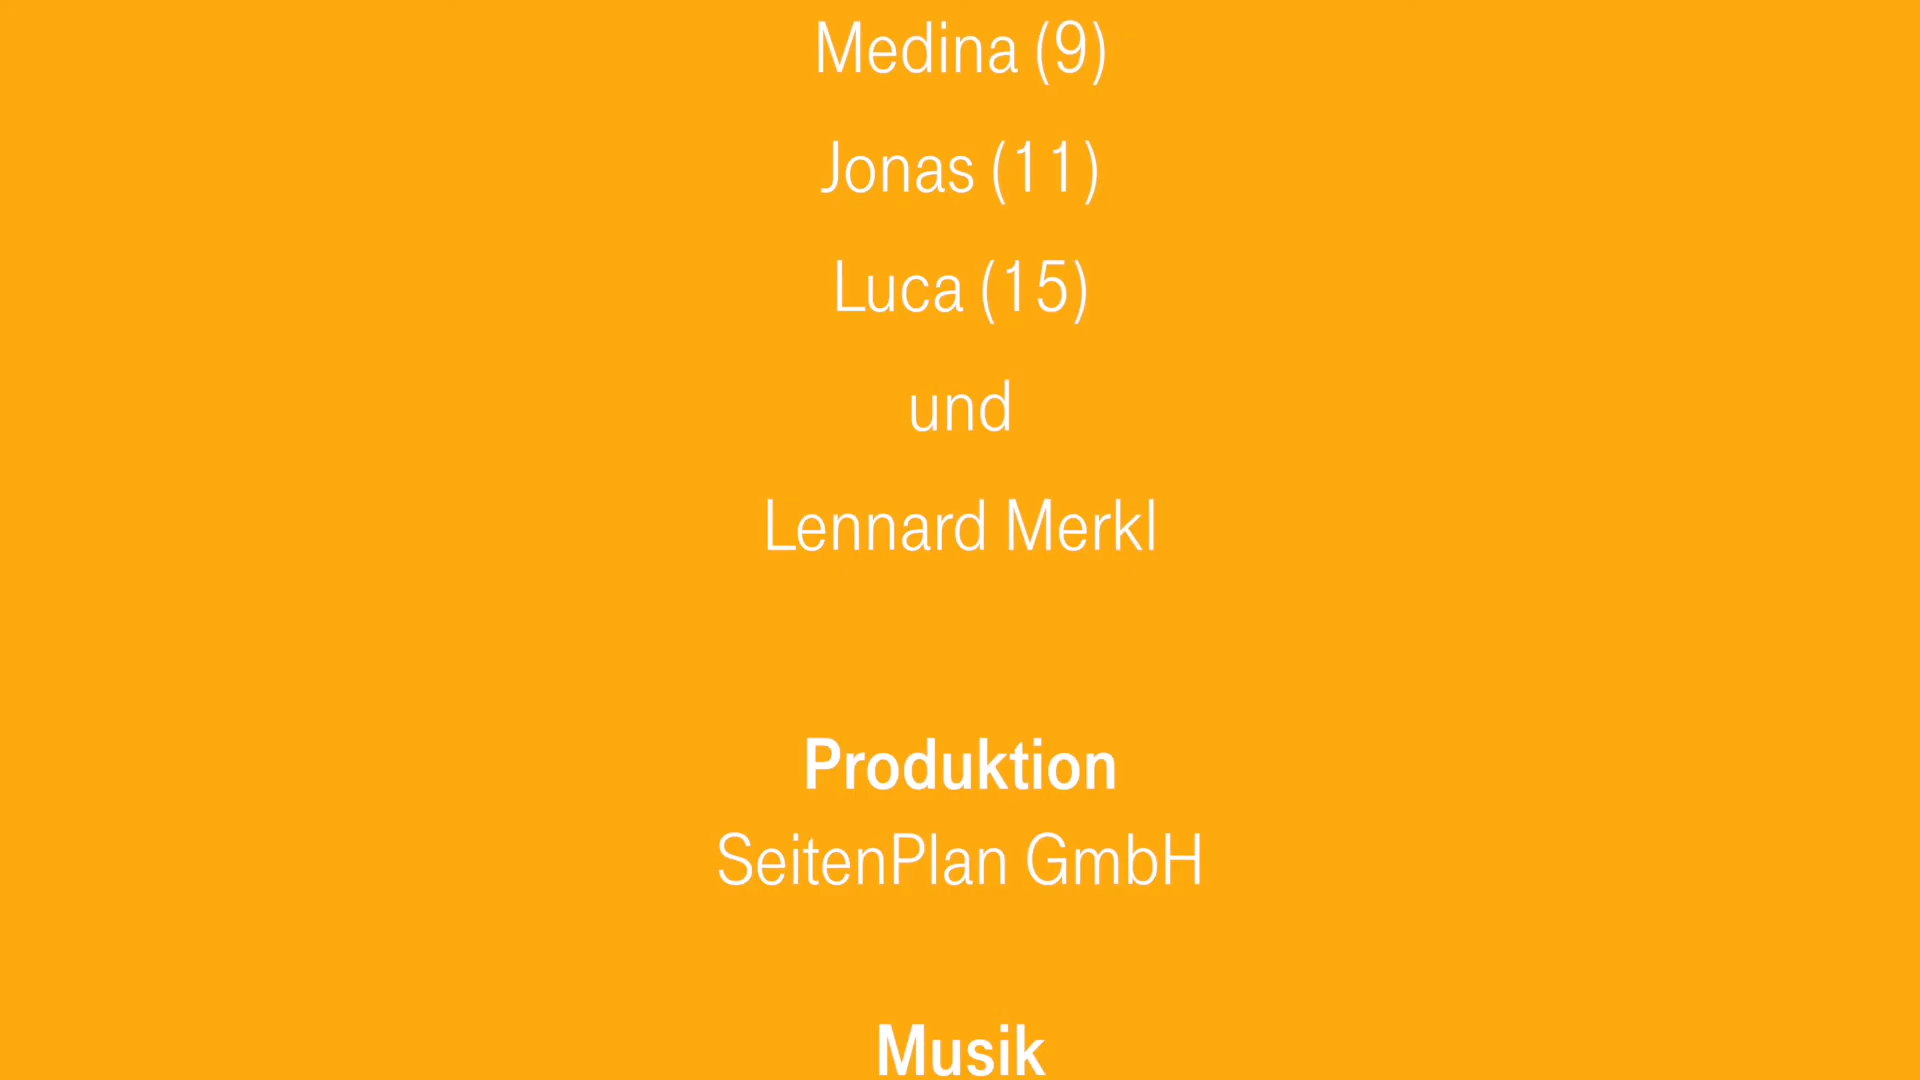 Medina (9)
Jonas (11)
Luca (15)
und
Lennard Merkl
Produktion
SeitenPlan GmbH
Musik